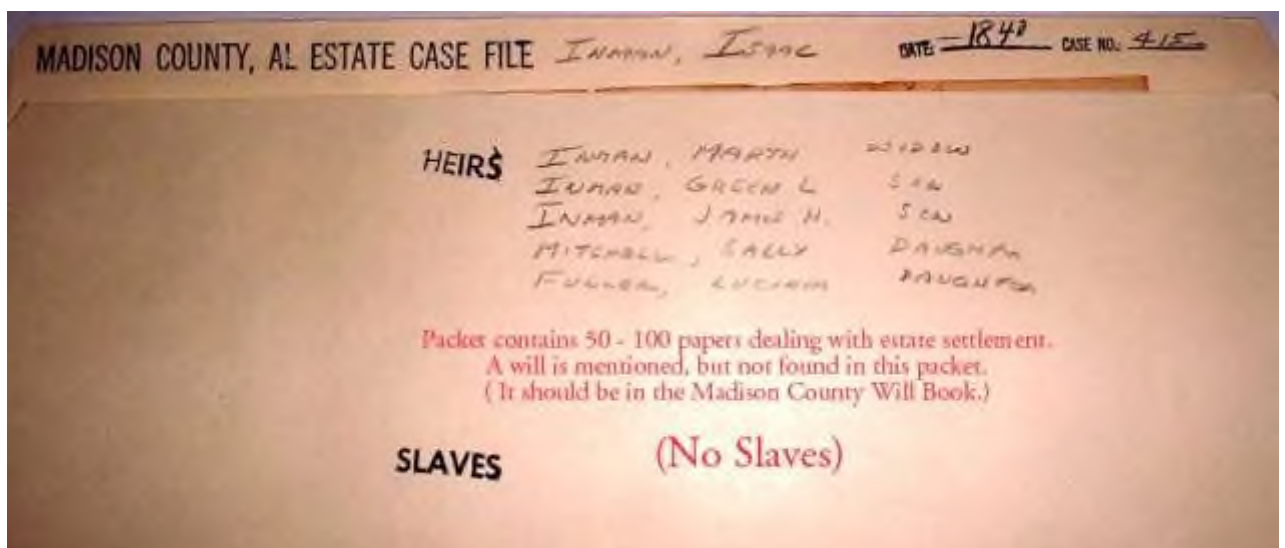 MADISON COUNTY, AL ESTATE CASE FILE INMAN, ISAAC DATE: 1840 CASE NO.: 415
HEIRS INMAN, MARTH WIDOW
INMAN, GREEN L SON
INMAN, JAMES H. SON
MITCHELL, SALLY DAUGHTER
FULLER, DAUGHTER
Packet contains 50 - 100 papers dealing with estate settlement.
A will is mentioned, but not found in this packet.
( It should be in the Madison County Will Book.)
SLAVES (No Slaves)